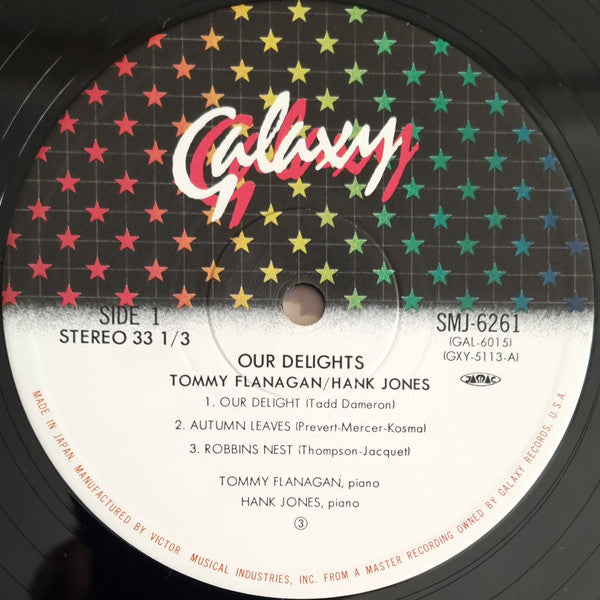 Galaxy
SIDE 1
STEREO 33 1/3
SMJ-6261
(GAL-6015)
(GXY-5113-A)
JASRAC
OUR DELIGHTS
TOMMY FLANAGAN/HANK JONES
1. OUR DELIGHT (Tadd Dameron)
2. AUTUMN LEAVES (Prevert-Mercer-Kosma)
3. ROBBINS NEST (Thompson-Jacquet)
TOMMY FLANAGAN, piano
HANK JONES, piano
③
MADE IN JAPAN. MANUFACTURED BY VICTOR MUSICAL INDUSTRIES, INC. FROM A MASTER RECORDING OWNED BY GALAXY RECORDS, U.S.A.